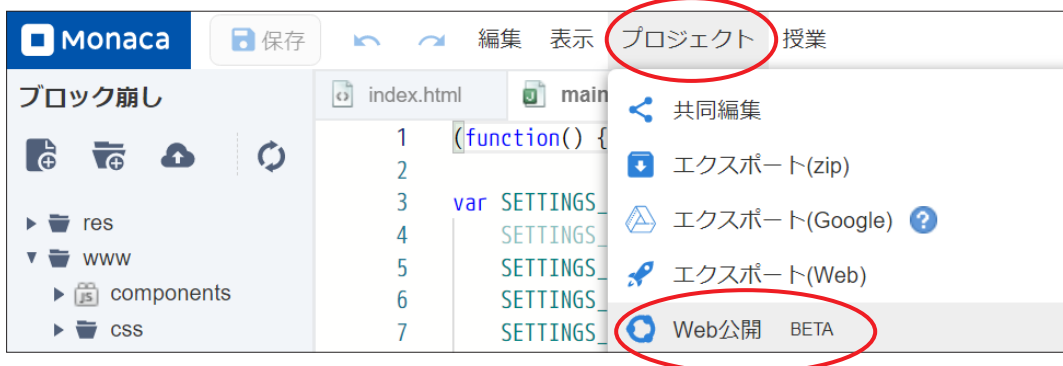 Monaca 保存 編集 表示 プロジェクト 授業
ブロック崩し
index.html main
共同編集
エクスポート(zip)
エクスポート(Google) ?
エクスポート(Web)
Web公開 BETA
res
www
components
css
1 (function() {
2
3 var SETTINGS_
4 SETTINGS_
5 SETTINGS_
6 SETTINGS_
7 SETTINGS_